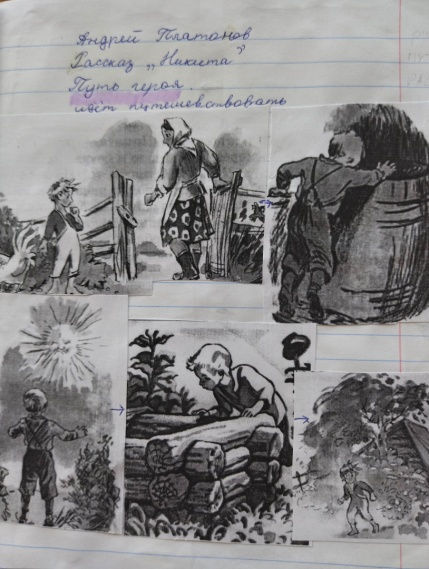 Андрей Платонов
Рассказ „Никита"
Путь героя.
идёт путешествовать